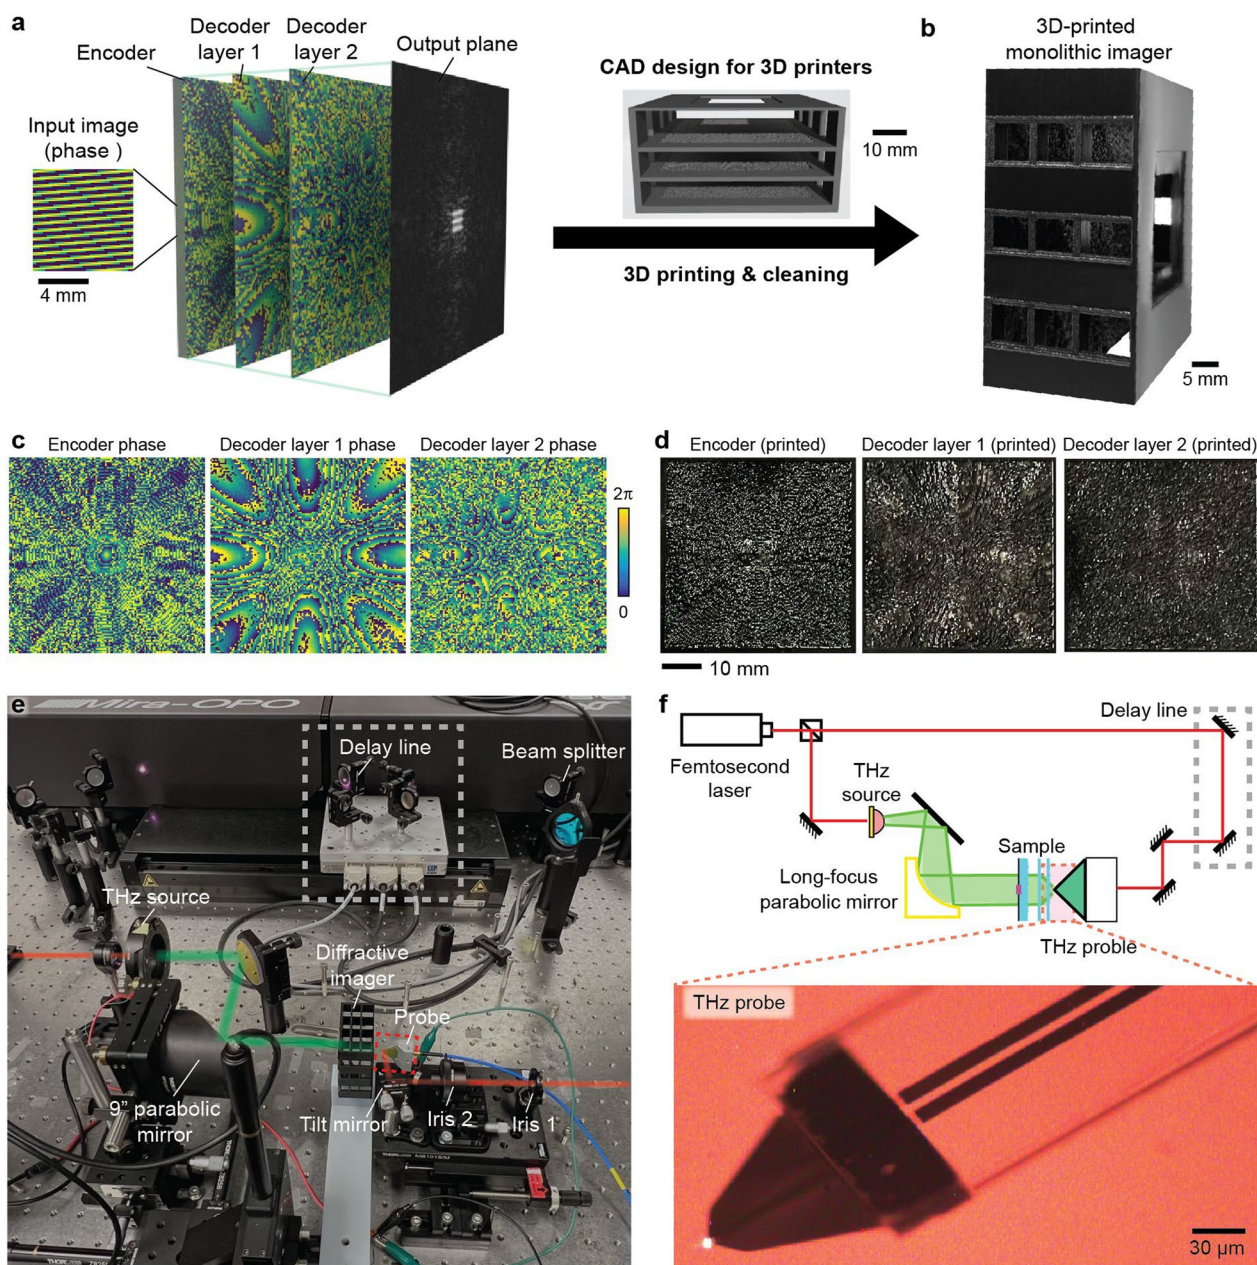 a
Encoder
Decoder
layer 1
Decoder
layer 2
Output plane
Input image
(phase )
4 mm
CAD design for 3D printers
10 mm
3D printing & cleaning
b
3D-printed
monolithic imager
5 mm
c
Encoder phase
Decoder layer 1 phase
Decoder layer 2 phase
2π
0
d
Encoder (printed)
Decoder layer 1 (printed)
Decoder layer 2 (printed)
10 mm
e
Mira-OPO
Delay line
Beam splitter
THz source
Diffractive
imager
Probe
9” parabolic
mirror
Tilt mirror
Iris 2
Iris 1
f
Femtosecond
laser
THz
source
Delay line
Sample
Long-focus
parabolic mirror
THz proble
THz probe
30 µm